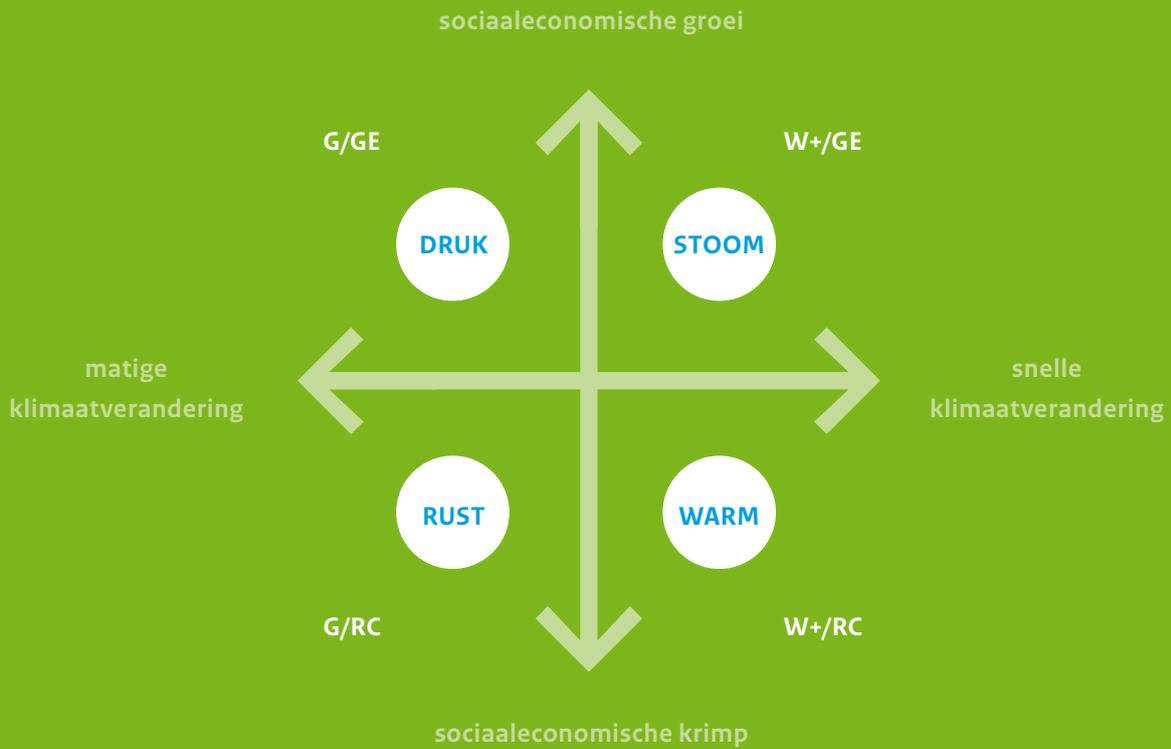 sociaaleconomische groei
G/GE
W+/GE
DRUK
STOOM
matige
klimaatverandering
snelle
klimaatverandering
RUST
WARM
G/RC
W+/RC
sociaaleconomische krimp